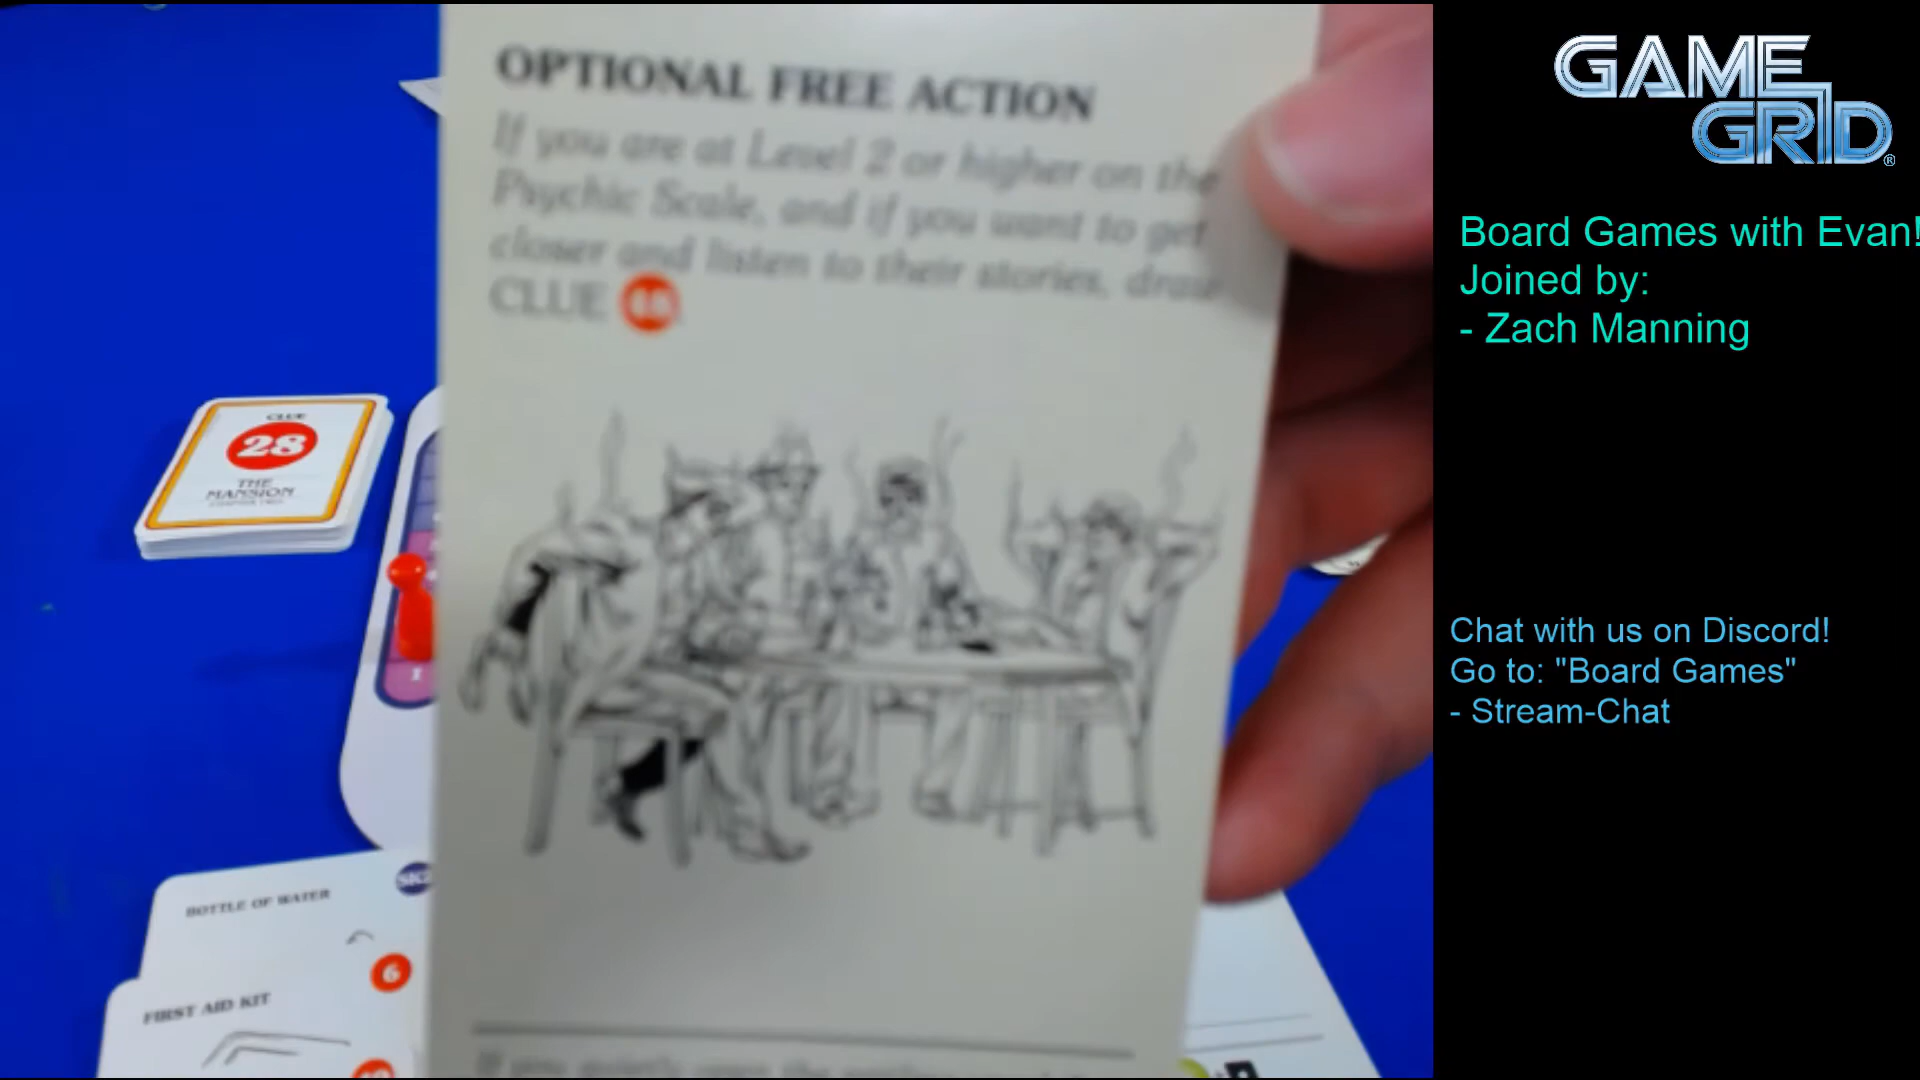 OPTIONAL FREE ACTION
If you are at Level 2 or higher on the
Psychic Scale, and if you want to get
closer and listen to their stories, draw
CLUE
CLUE
28
THE
MANSION
1
BOTTLE OF WATER
6
FIRST AID KIT
GAME
GRID®
Board Games with Evan!
Joined by:
- Zach Manning
Chat with us on Discord!
Go to: "Board Games"
- Stream-Chat